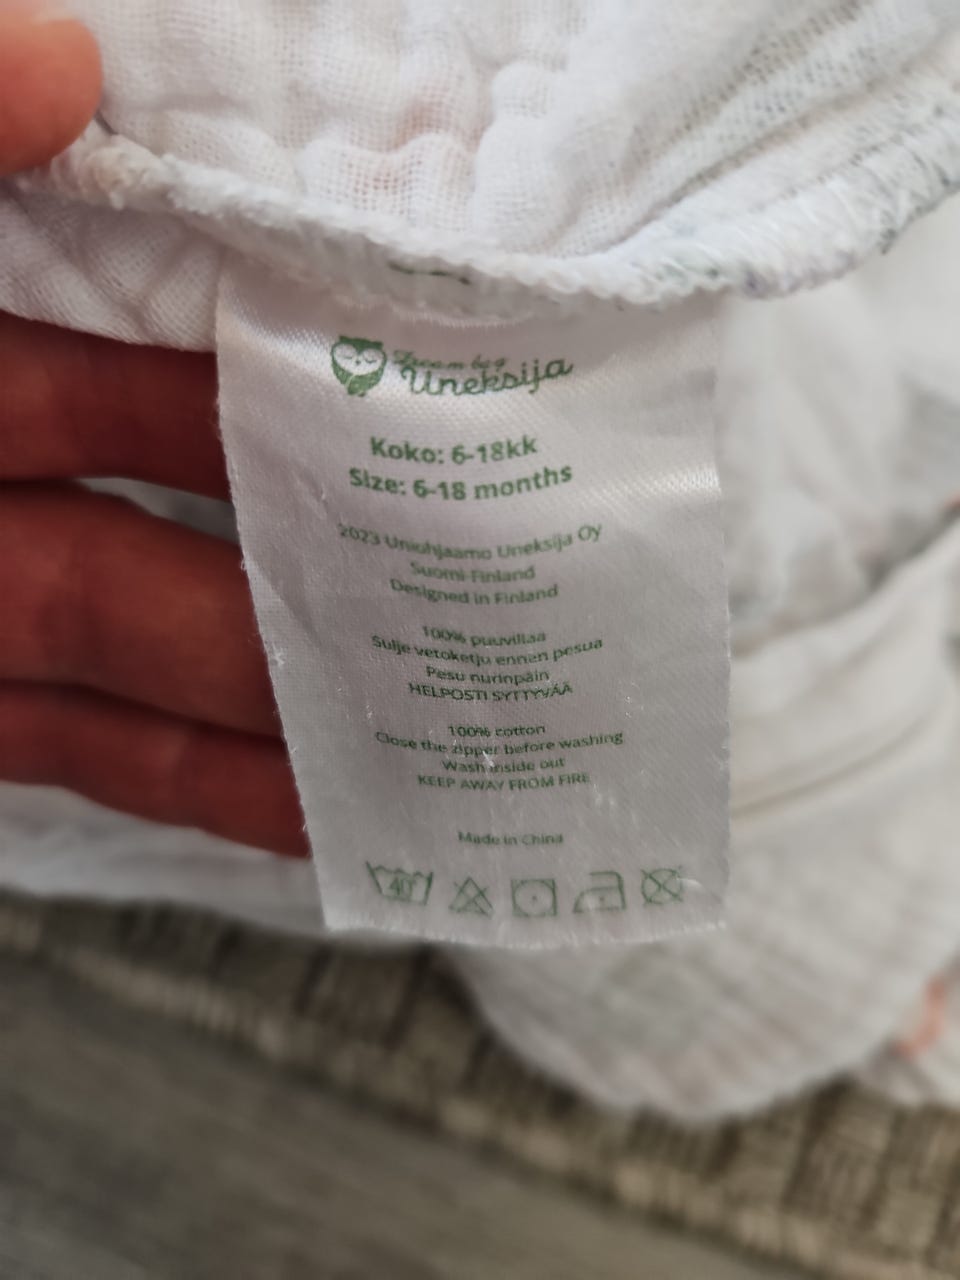 Dream bag
Uneksija
Koko: 6-18kk
Size: 6-18 months
2023 Uniohjaamo Uneksija Oy
Suomi-Finland
Designed in Finland
100% puuvillaa
Sulje vetoketju ennen pesua
Pesu nurinpäin
HELPOSTI SYTTYVÄÄ
100% cotton
Close the zipper before washing
Wash inside out
KEEP AWAY FROM FIRE
Made in China
40°